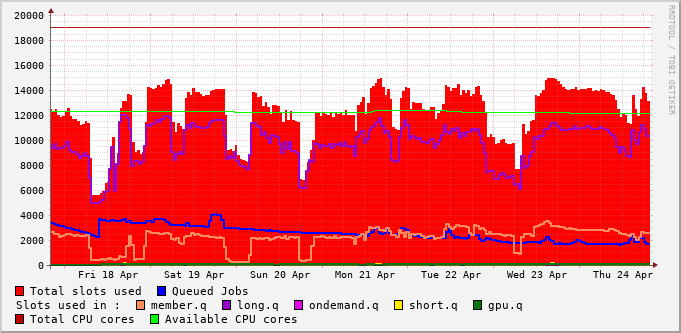 RRDTOOL / TOBI OETIKER
20000
18000
16000
14000
12000
10000
8000
6000
4000
2000
0
Fri 18 Apr Sat 19 Apr Sun 20 Apr Mon 21 Apr Tue 22 Apr Wed 23 Apr Thu 24 Apr
Total slots used Queued Jobs
Slots used in : member.q long.q ondemand.q short.q gpu.q
Total CPU cores Available CPU cores